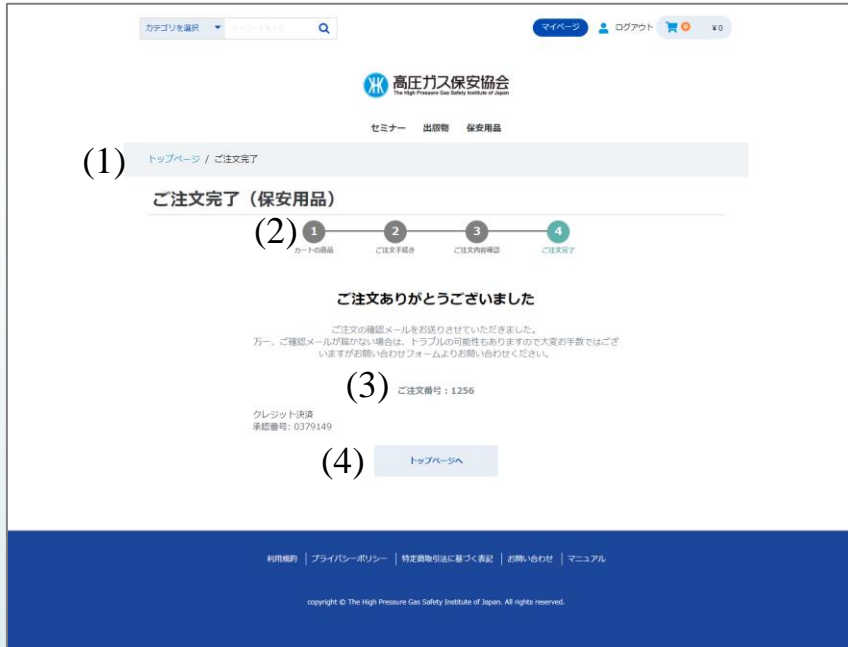 カテゴリを選択
マイページ ログアウト 0 ¥0
高圧ガス保安協会
The High Pressure Gas Safety Institute of Japan
セミナー 出版物 保安用品
(1) トップページ / ご注文完了
ご注文完了（保安用品）
(2) 1 2 3 4
カートの商品 ご注文手続き ご注文内容確認 ご注文完了
ご注文ありがとうございました
ご注文の確認メールをお送りさせていただきました。
万一、ご確認メールが届かない場合は、トラブルの可能性もありますので大変お手数ではござ
いますがお問い合わせフォームよりお問い合わせください。
(3) ご注文番号：1256
クレジット決済
承認番号: 0379149
(4) トップページへ
利用規約 | プライバシーポリシー | 特定商取引法に基づく表記 | お問い合わせ | マニュアル
copyright © The High Pressure Gas Safety Institute of Japan. All rights reserved.